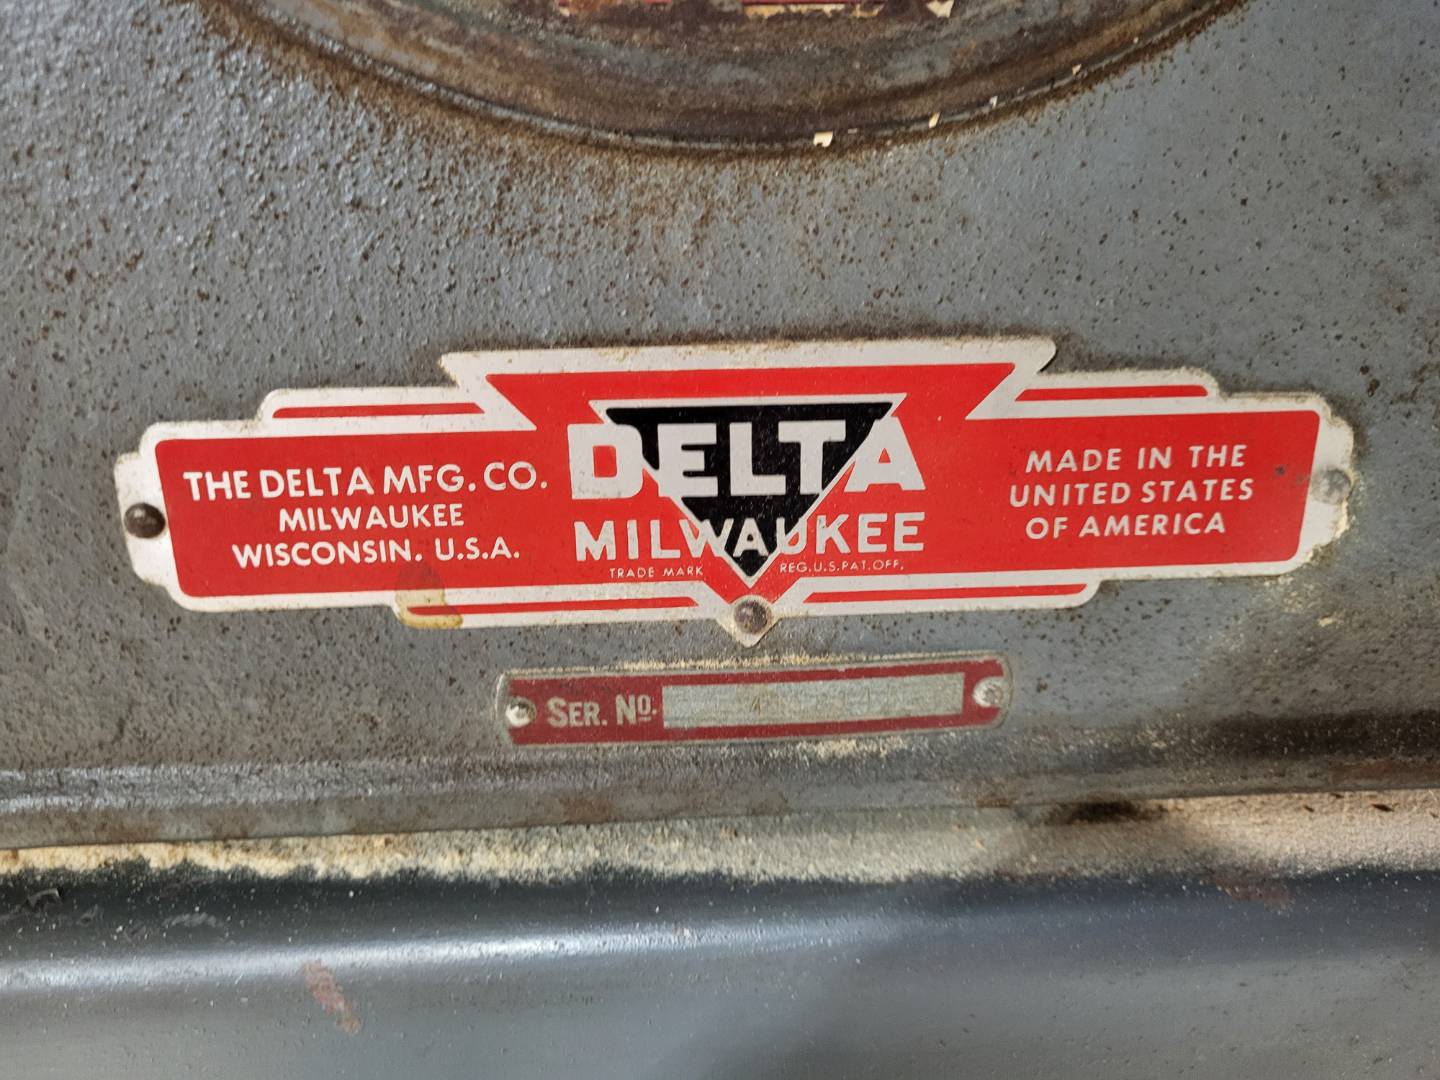 THE DELTA MFG. CO.
MILWAUKEE
WISCONSIN. U.S.A.
DELTA
MILWAUKEE
TRADE MARK REG.U.S.PAT.OFF.
MADE IN THE
UNITED STATES
OF AMERICA
SER. NO.